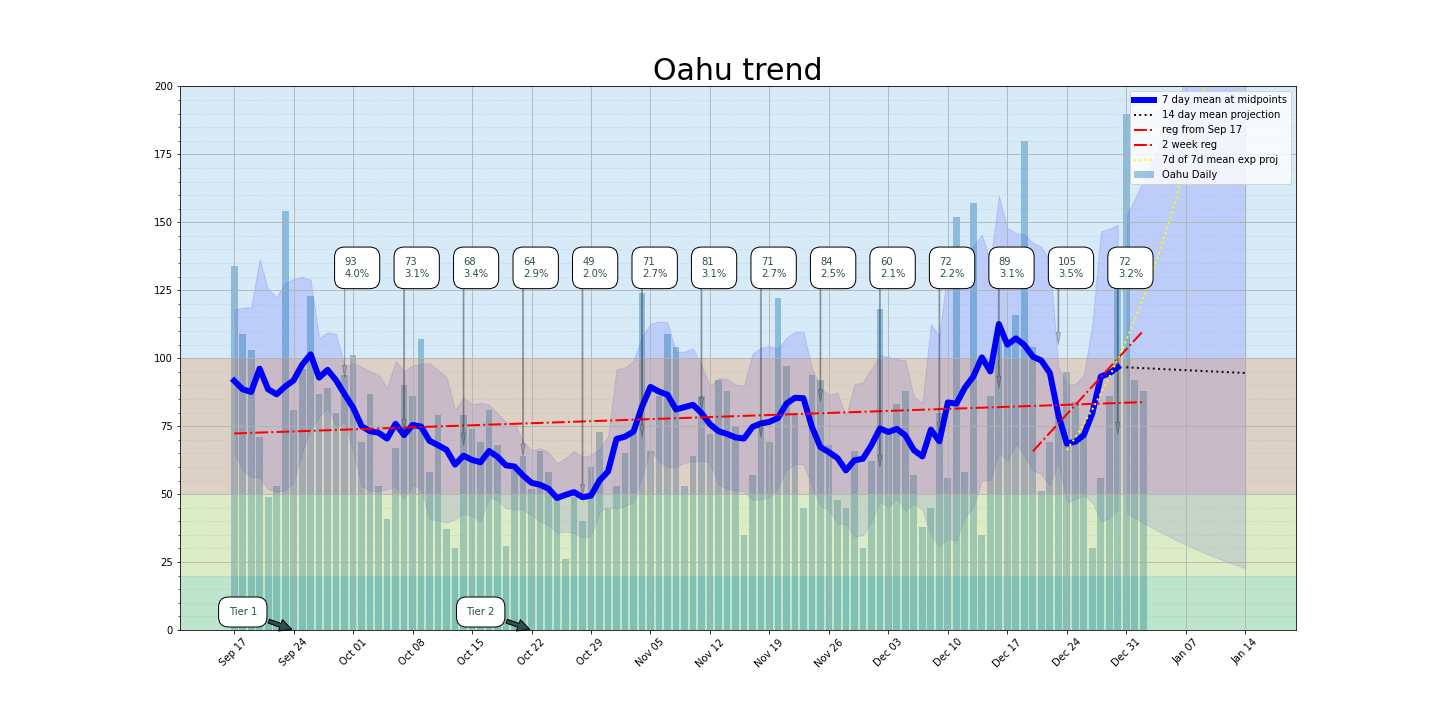 Oahu trend
200
175
150
125
100
75
50
25
0
7 day mean at midpoints
14 day mean projection
reg from Sep 17
2 week reg
7d of 7d mean exp proj
Oahu Daily
93
4.0%
73
3.1%
68
3.4%
64
2.9%
49
2.0%
71
2.7%
81
3.1%
71
2.7%
84
2.5%
60
2.1%
72
2.2%
89
3.1%
105
3.5%
72
3.2%
Tier 1
Tier 2
Sep 17
Sep 24
Oct 01
Oct 08
Oct 15
Oct 22
Oct 29
Nov 05
Nov 12
Nov 19
Nov 26
Dec 03
Dec 10
Dec 17
Dec 24
Dec 31
Jan 07
Jan 14